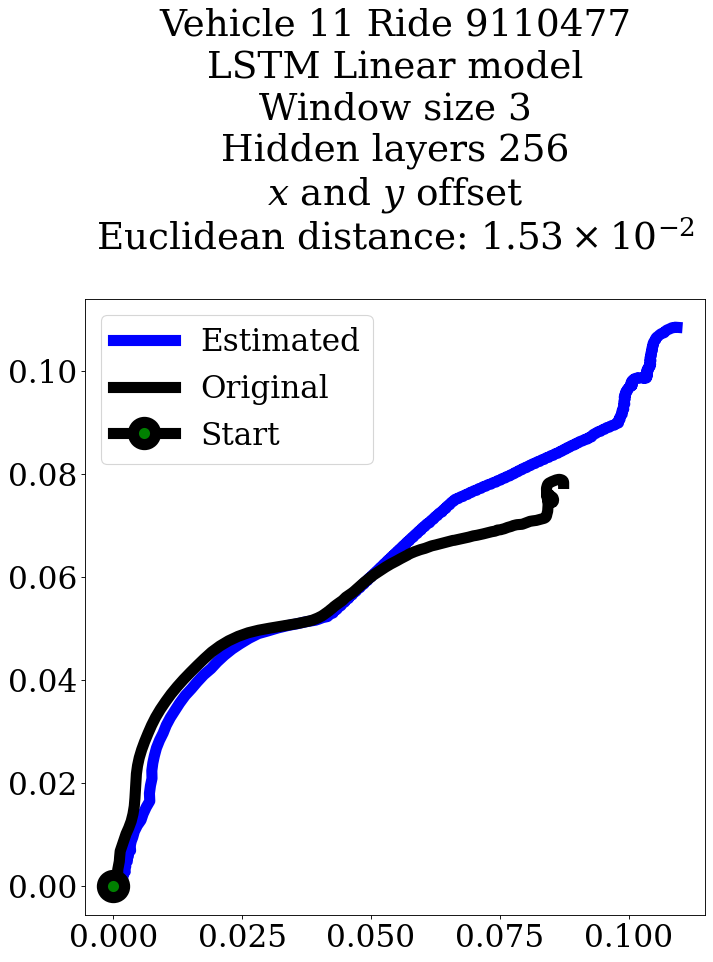 Vehicle 11 Ride 9110477
LSTM Linear model
Window size 3
Hidden layers 256
x and y offset
Euclidean distance: 1.53 × 10⁻²
Estimated
Original
Start
0.10
0.08
0.06
0.04
0.02
0.00
0.000 0.025 0.050 0.075 0.100